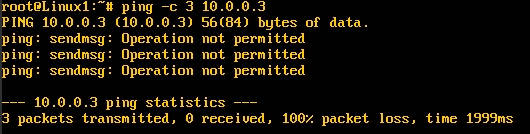 root@Linux1:~# ping -c 3 10.0.0.3
PING 10.0.0.3 (10.0.0.3) 56(84) bytes of data.
ping: sendmsg: Operation not permitted
ping: sendmsg: Operation not permitted
ping: sendmsg: Operation not permitted
--- 10.0.0.3 ping statistics ---
3 packets transmitted, 0 received, 100% packet loss, time 1999ms